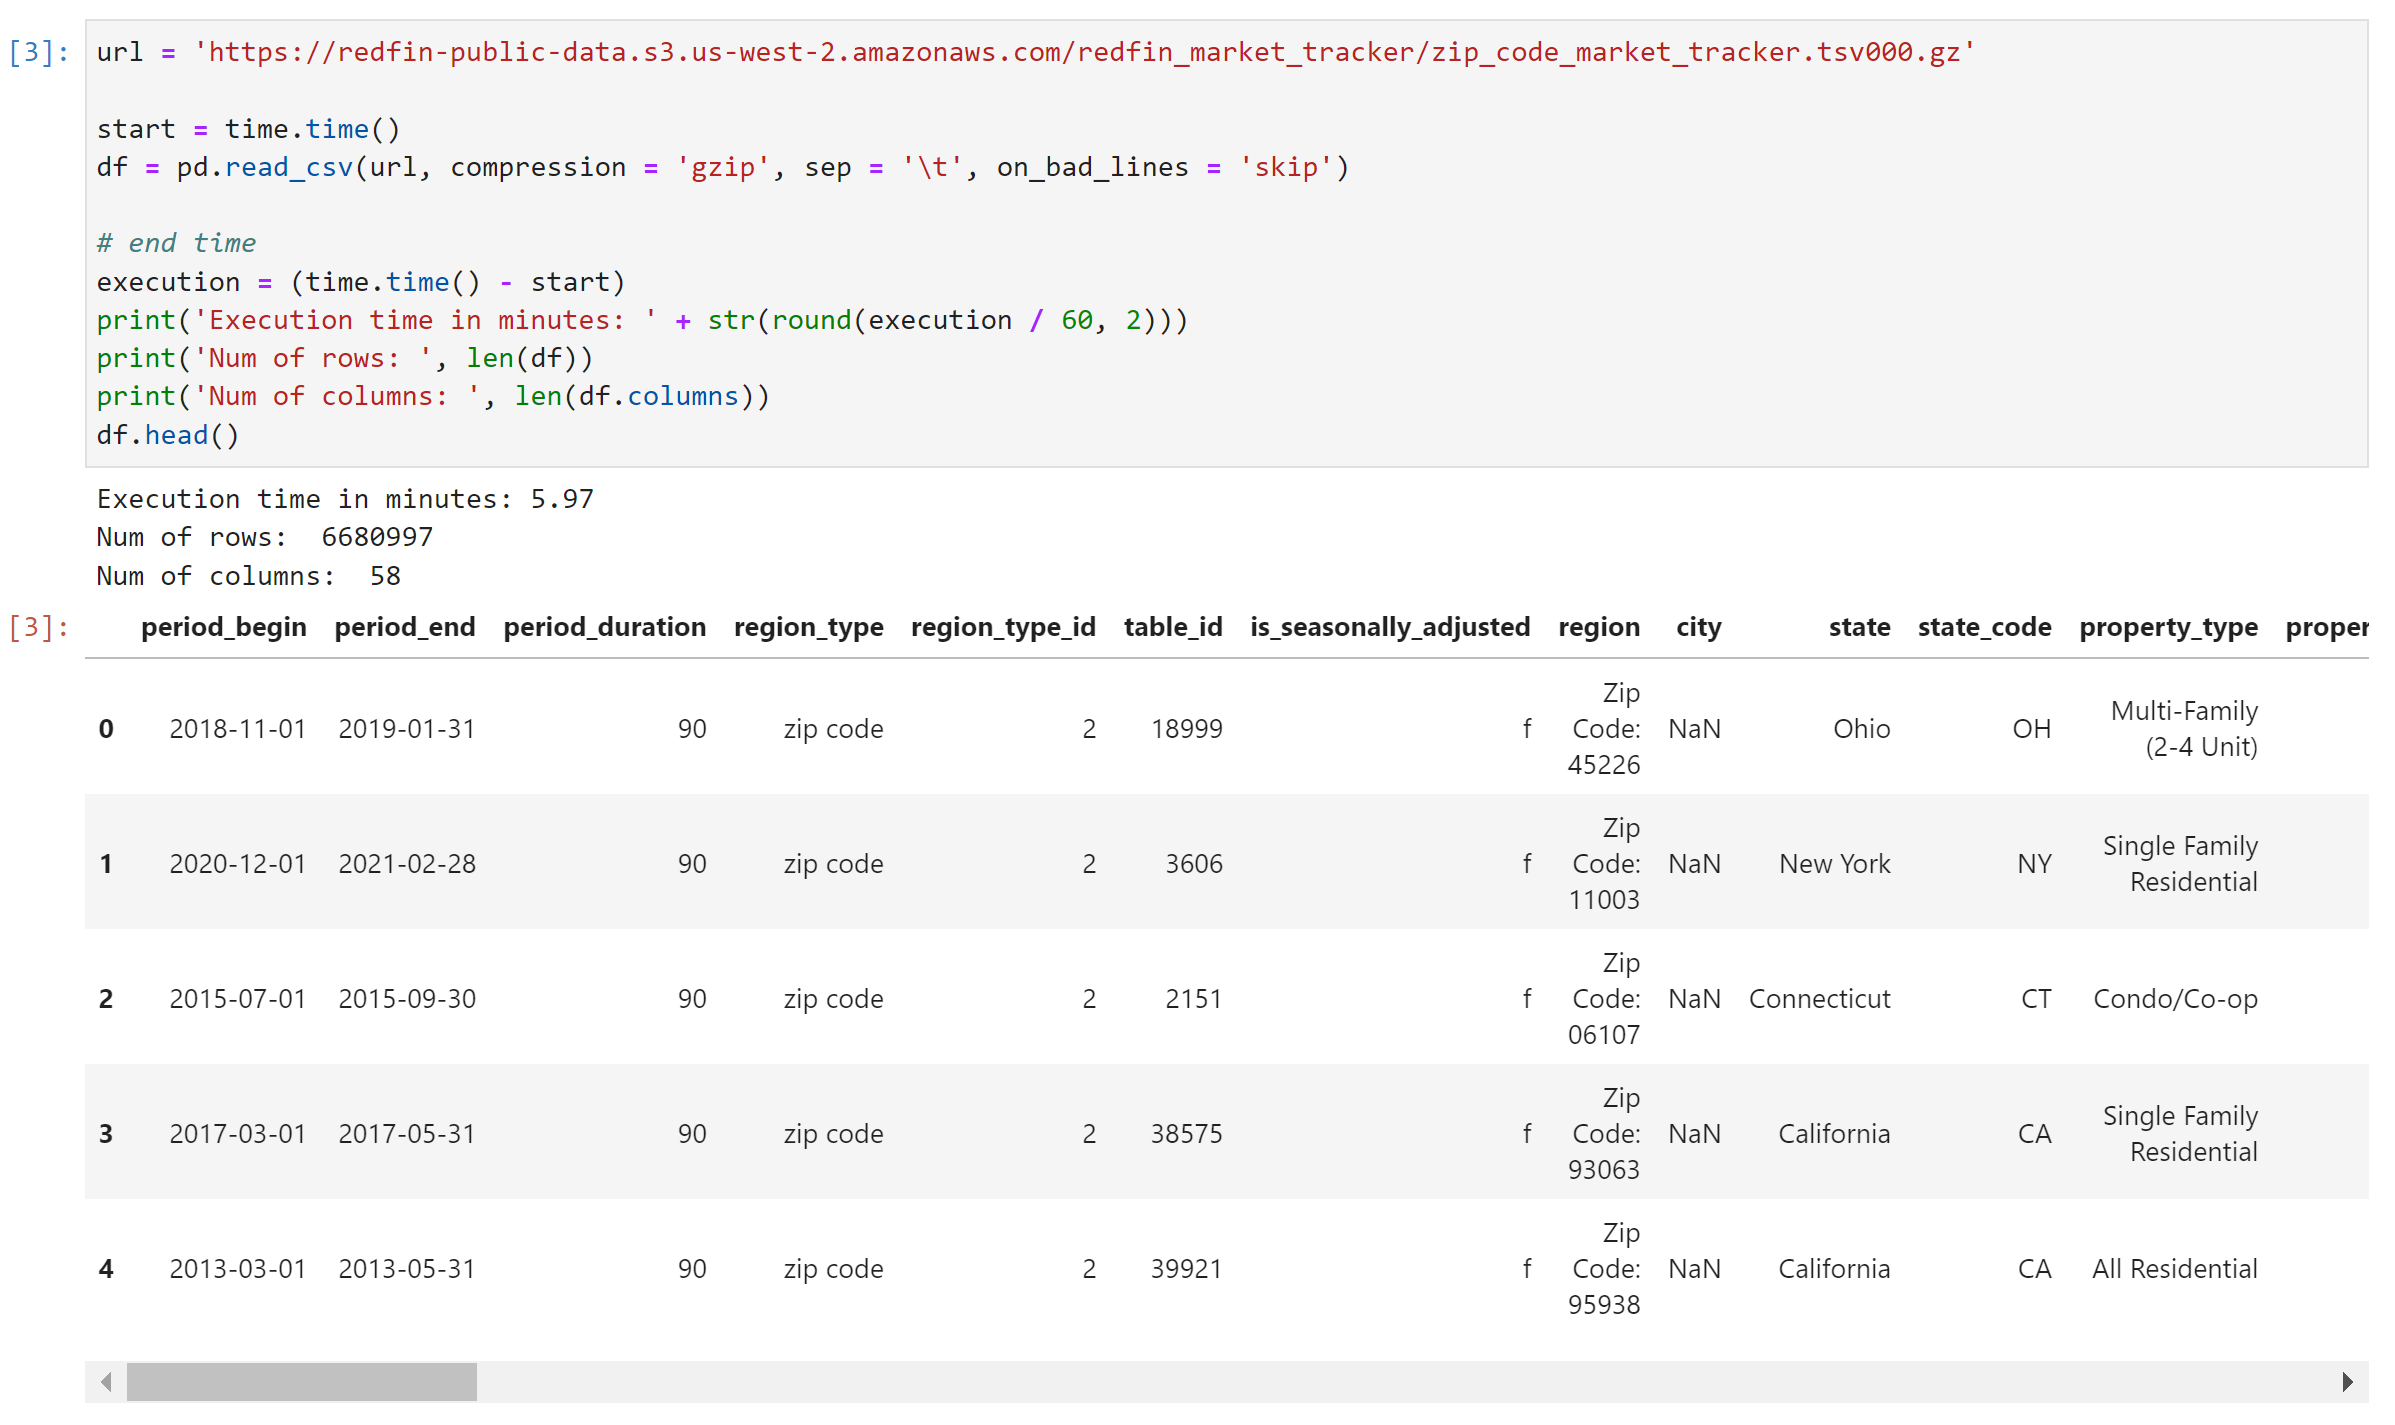 [3]: url = 'https://redfin-public-data.s3.us-west-2.amazonaws.com/redfin_market_tracker/zip_code_market_tracker.tsv000.gz'
start = time.time()
df = pd.read_csv(url, compression = 'gzip', sep = '\t', on_bad_lines = 'skip')
# end time
execution = (time.time() - start)
print('Execution time in minutes: ' + str(round(execution / 60, 2)))
print('Num of rows: ', len(df))
print('Num of columns: ', len(df.columns))
df.head()
Execution time in minutes: 5.97
Num of rows:  6680997
Num of columns:  58
[3]: period_begin period_end period_duration region_type region_type_id table_id is_seasonally_adjusted region city state state_code property_type proper
0 2018-11-01 2019-01-31 90 zip code 2 18999 f Zip Code: 45226 NaN Ohio OH Multi-Family (2-4 Unit)
1 2020-12-01 2021-02-28 90 zip code 2 3606 f Zip Code: 11003 NaN New York NY Single Family Residential
2 2015-07-01 2015-09-30 90 zip code 2 2151 f Zip Code: 06107 NaN Connecticut CT Condo/Co-op
3 2017-03-01 2017-05-31 90 zip code 2 38575 f Zip Code: 93063 NaN California CA Single Family Residential
4 2013-03-01 2013-05-31 90 zip code 2 39921 f Zip Code: 95938 NaN California CA All Residential